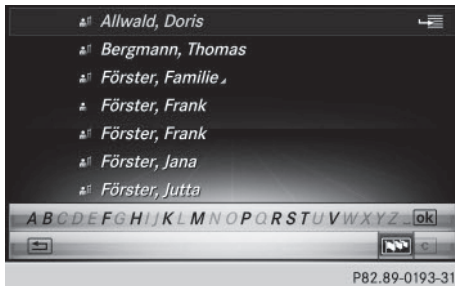 Allwald, Doris
Bergmann, Thomas
Förster, Familie
Förster, Frank
Förster, Frank
Förster, Jana
Förster, Jutta
A B C D E F G H I J K L M N O P Q R S T U V W X Y Z _ ok
c
P82.89-0193-31